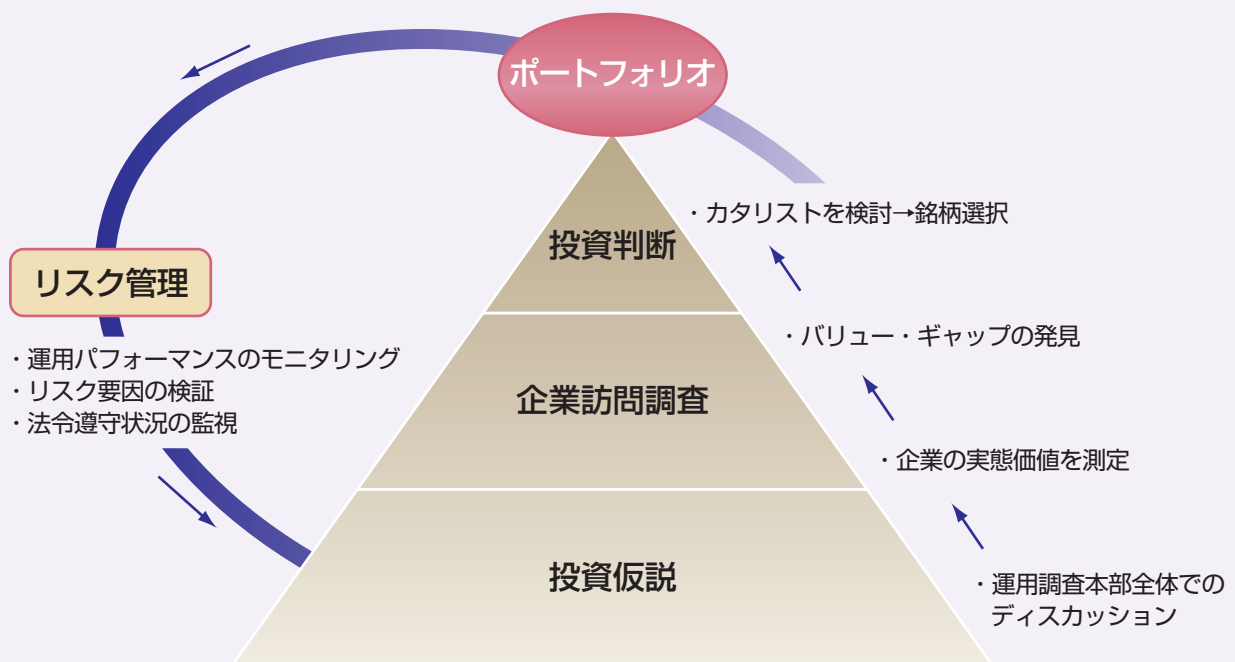 ポートフォリオ
・カタリストを検討→銘柄選択
投資判断
リスク管理
・バリュー・ギャップの発見
・運用パフォーマンスのモニタリング
・リスク要因の検証
・法令遵守状況の監視
企業訪問調査
・企業の実態価値を測定
投資仮説
・運用調査本部全体での
ディスカッション